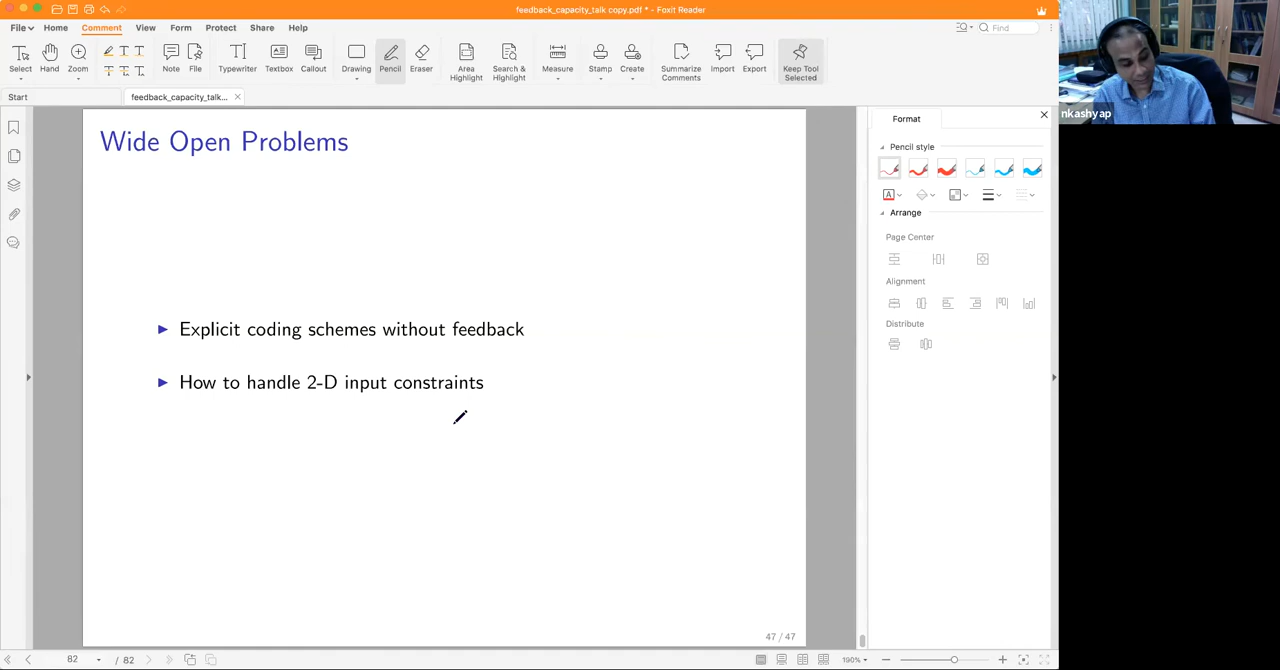 feedback_capacity_talk copy.pdf * - Foxit Reader
File Home Comment View Form Protect Share Help Find
Select Hand Zoom Note File Typewriter Textbox Callout Drawing Pencil Eraser Area Highlight Search & Highlight Measure Stamp Create Summarize Comments Import Export Keep Tool Selected
Start feedback_capacity_talk...
nkashyap
Format
Wide Open Problems
Pencil style
Arrange
Page Center
Alignment
Distribute
Explicit coding schemes without feedback
How to handle 2-D input constraints
47 / 47
82 / 82 190%